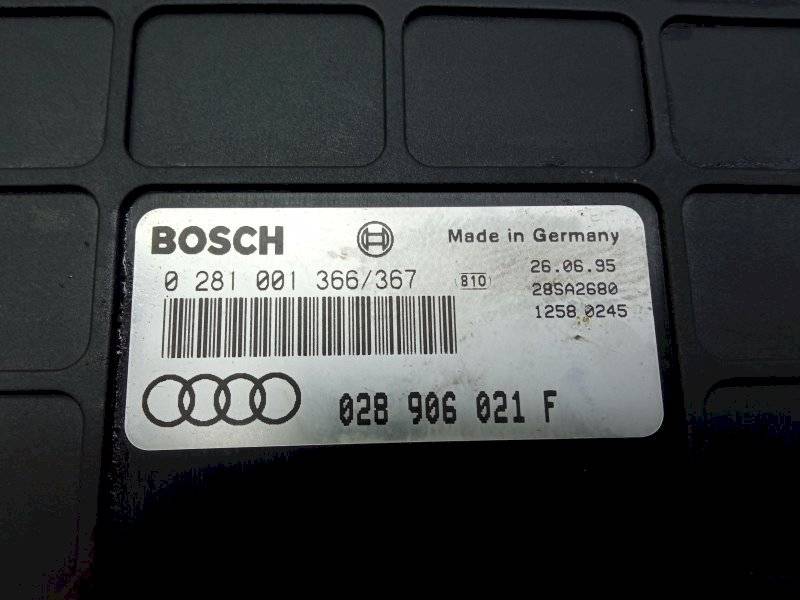 BOSCH Made in Germany
0 281 001 366/367 810 26.06.95
28SA2680
1258 0245
028 906 021 F